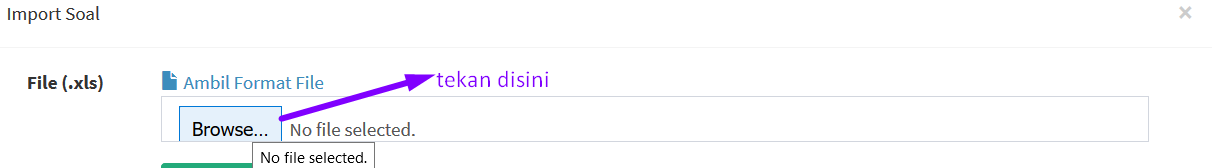 Import Soal ×
File (.xls) Ambil Format File tekan disini
Browse... No file selected.
No file selected.